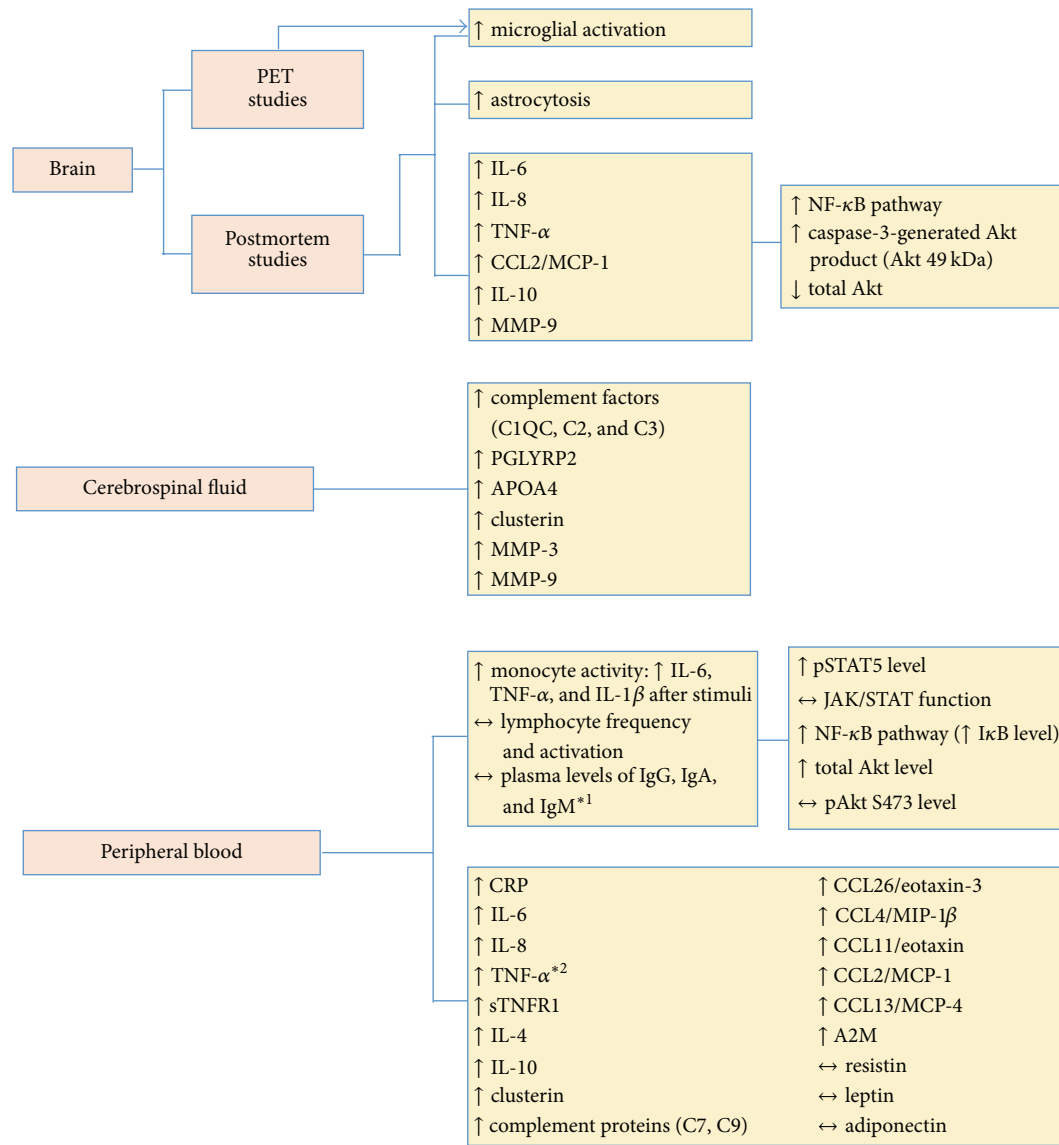 ↑ microglial activation
PET
studies
↑ astrocytosis
Brain
Postmortem
studies
↑ IL-6
↑ IL-8
↑ TNF-α
↑ CCL2/MCP-1
↑ IL-10
↑ MMP-9
↑ NF-κB pathway
↑ caspase-3-generated Akt
product (Akt 49 kDa)
↓ total Akt
Cerebrospinal fluid
↑ complement factors
(C1QC, C2, and C3)
↑ PGLYRP2
↑ APOA4
↑ clusterin
↑ MMP-3
↑ MMP-9
Peripheral blood
↑ monocyte activity: ↑ IL-6,
TNF-α, and IL-1β after stimuli
↔ lymphocyte frequency
and activation
↔ plasma levels of IgG, IgA,
and IgM*1
↑ pSTAT5 level
↔ JAK/STAT function
↑ NF-κB pathway (↑ IκB level)
↑ total Akt level
↔ pAkt S473 level
↑ CRP
↑ IL-6
↑ IL-8
↑ TNF-α*2
↑ sTNFR1
↑ IL-4
↑ IL-10
↑ clusterin
↑ complement proteins (C7, C9)
↑ CCL26/eotaxin-3
↑ CCL4/MIP-1β
↑ CCL11/eotaxin
↑ CCL2/MCP-1
↑ CCL13/MCP-4
↑ A2M
↔ resistin
↔ leptin
↔ adiponectin